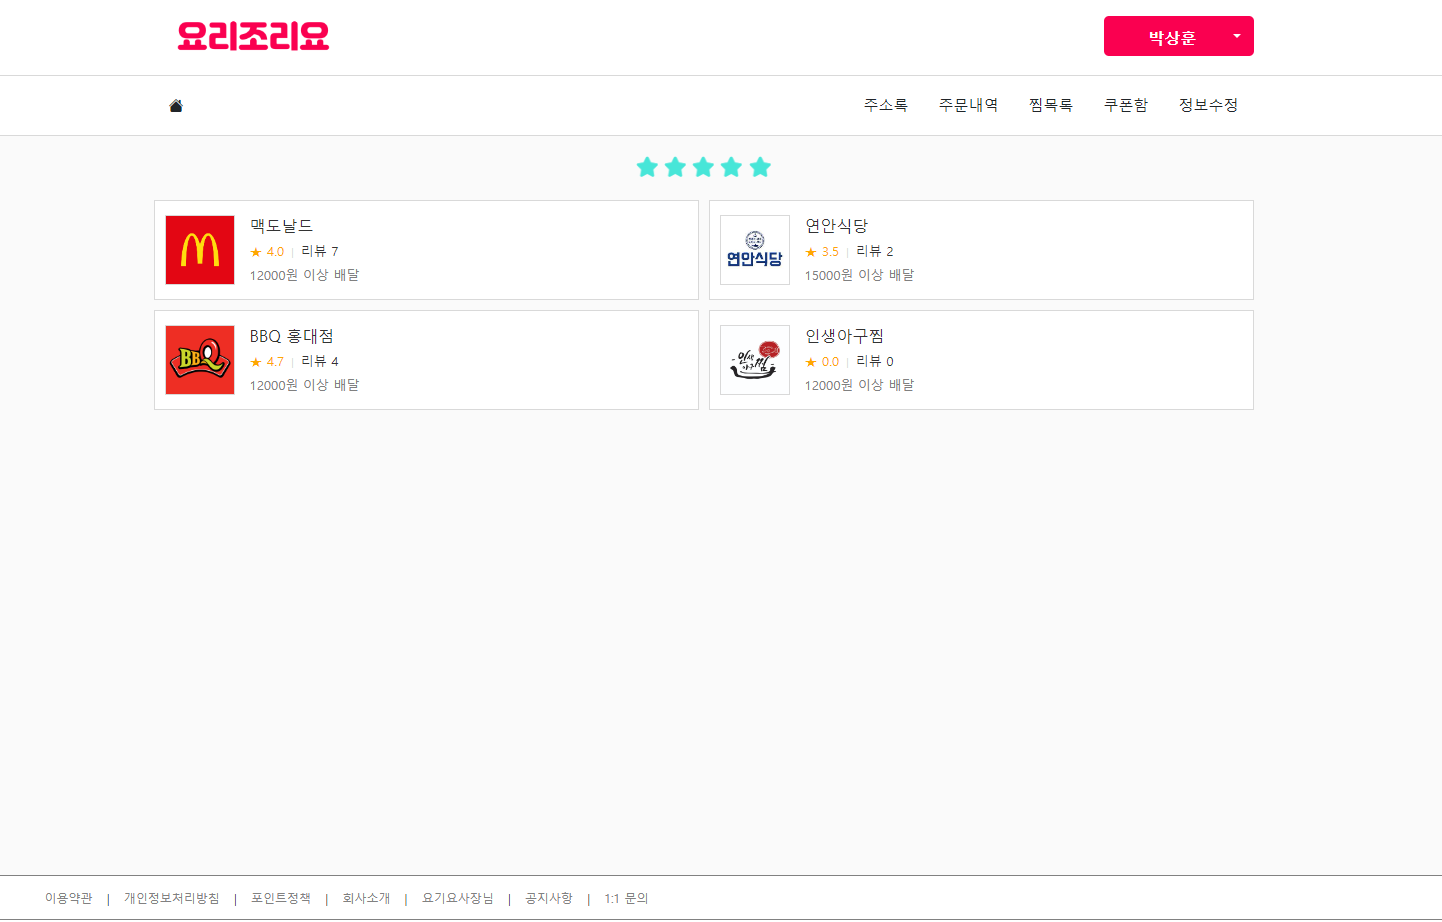 요리조리요
박상훈
주소록 주문내역 찜목록 쿠폰함 정보수정
맥도날드
★ 4.0 | 리뷰 7
12000원 이상 배달
연안식당
연안식당
★ 3.5 | 리뷰 2
15000원 이상 배달
BBQ
BBQ 홍대점
★ 4.7 | 리뷰 4
12000원 이상 배달
인생
아구찜
인생아구찜
★ 0.0 | 리뷰 0
12000원 이상 배달
이용약관 | 개인정보처리방침 | 포인트정책 | 회사소개 | 요기요사장님 | 공지사항 | 1:1 문의